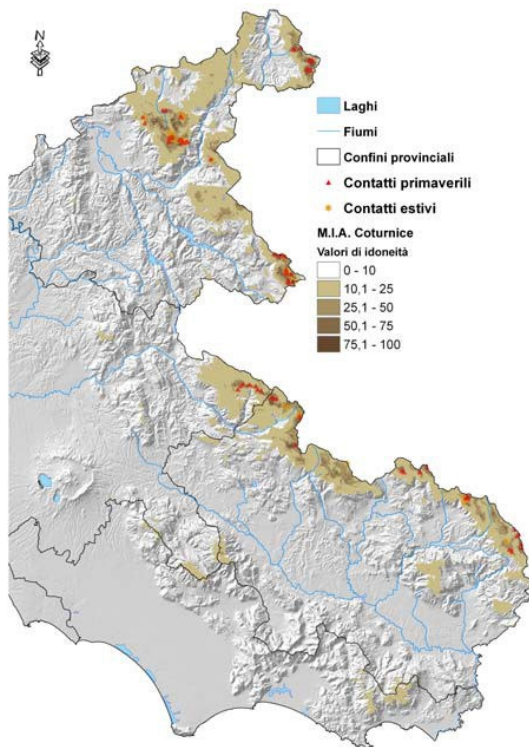 N
Laghi
Fiumi
Confini provinciali
Contatti primaverili
Contatti estivi
M.I.A. Coturnice
Valori di idoneità
0 - 10
10,1 - 25
25,1 - 50
50,1 - 75
75,1 - 100